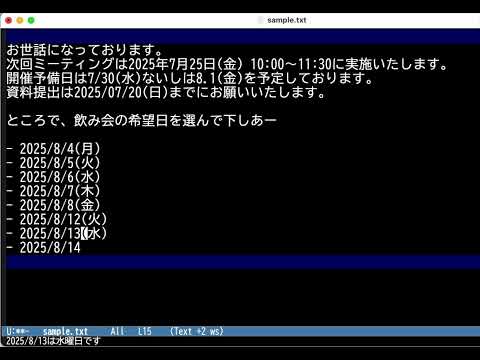 sample.txt
お世話になっております。
次回ミーティングは2025年7月25日(金) 10:00〜11:30に実施いたします。
開催予備日は7/30(水)ないしは8.1(金)を予定しております。
資料提出は2025/07/20(日)までにお願いいたします。
ところで、飲み会の希望日を選んで下しあー
- 2025/8/4(月)
- 2025/8/5(火)
- 2025/8/6(水)
- 2025/8/7(木)
- 2025/8/8(金)
- 2025/8/12(火)
- 2025/8/13(水)
- 2025/8/14
U:**- sample.txt All L15 (Text +2 ws)
2025/8/13は水曜日です